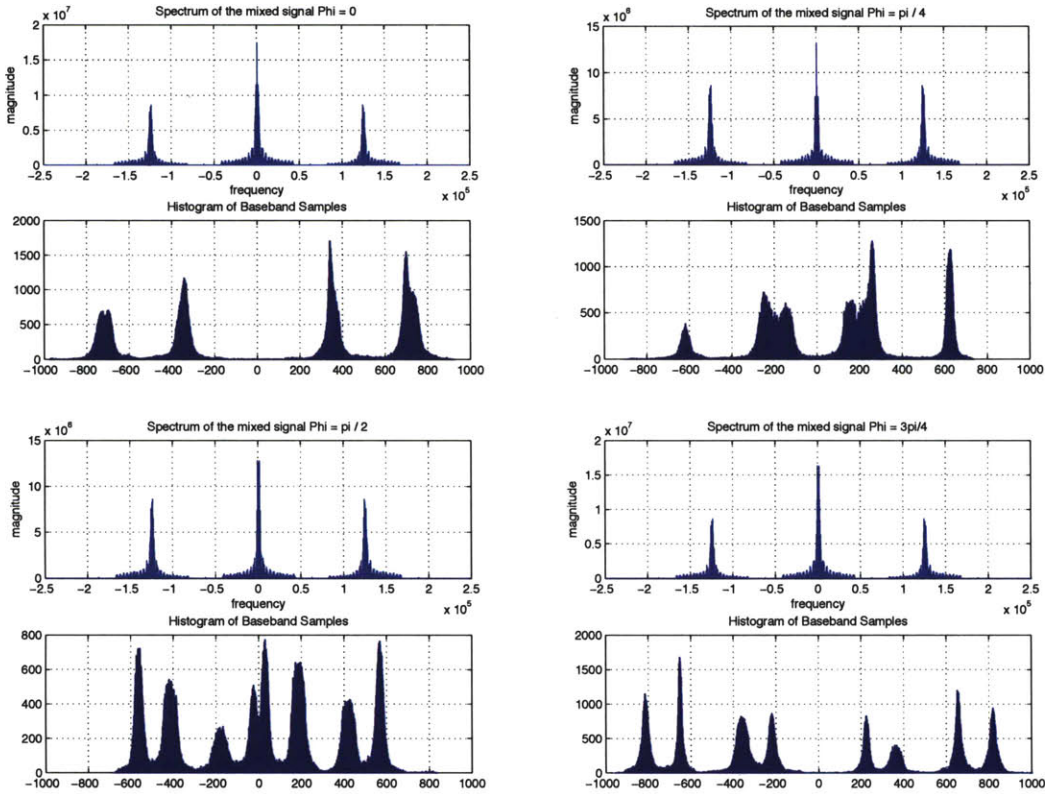 Spectrum of the mixed signal Phi = 0
x 10^7
magnitude
2
1.5
1
0.5
0
-2.5 -2 -1.5 -1 -0.5 0 0.5 1 1.5 2 2.5
frequency
x 10^5
Histogram of Baseband Samples
2000
1500
1000
500
0
-1000 -800 -600 -400 -200 0 200 400 600 800 1000
Spectrum of the mixed signal Phi = pi / 4
x 10^6
magnitude
15
10
5
0
-2.5 -2 -1.5 -1 -0.5 0 0.5 1 1.5 2 2.5
frequency
x 10^5
Histogram of Baseband Samples
1500
1000
500
0
-1000 -800 -600 -400 -200 0 200 400 600 800 1000
Spectrum of the mixed signal Phi = pi / 2
x 10^6
magnitude
15
10
5
0
-2.5 -2 -1.5 -1 -0.5 0 0.5 1 1.5 2 2.5
frequency
x 10^5
Histogram of Baseband Samples
800
600
400
200
0
-1000 -800 -600 -400 -200 0 200 400 600 800 1000
Spectrum of the mixed signal Phi = 3pi/4
x 10^7
magnitude
2
1.5
1
0.5
0
-2.5 -2 -1.5 -1 -0.5 0 0.5 1 1.5 2 2.5
frequency
x 10^5
Histogram of Baseband Samples
2000
1500
1000
500
0
-1000 -800 -600 -400 -200 0 200 400 600 800 1000